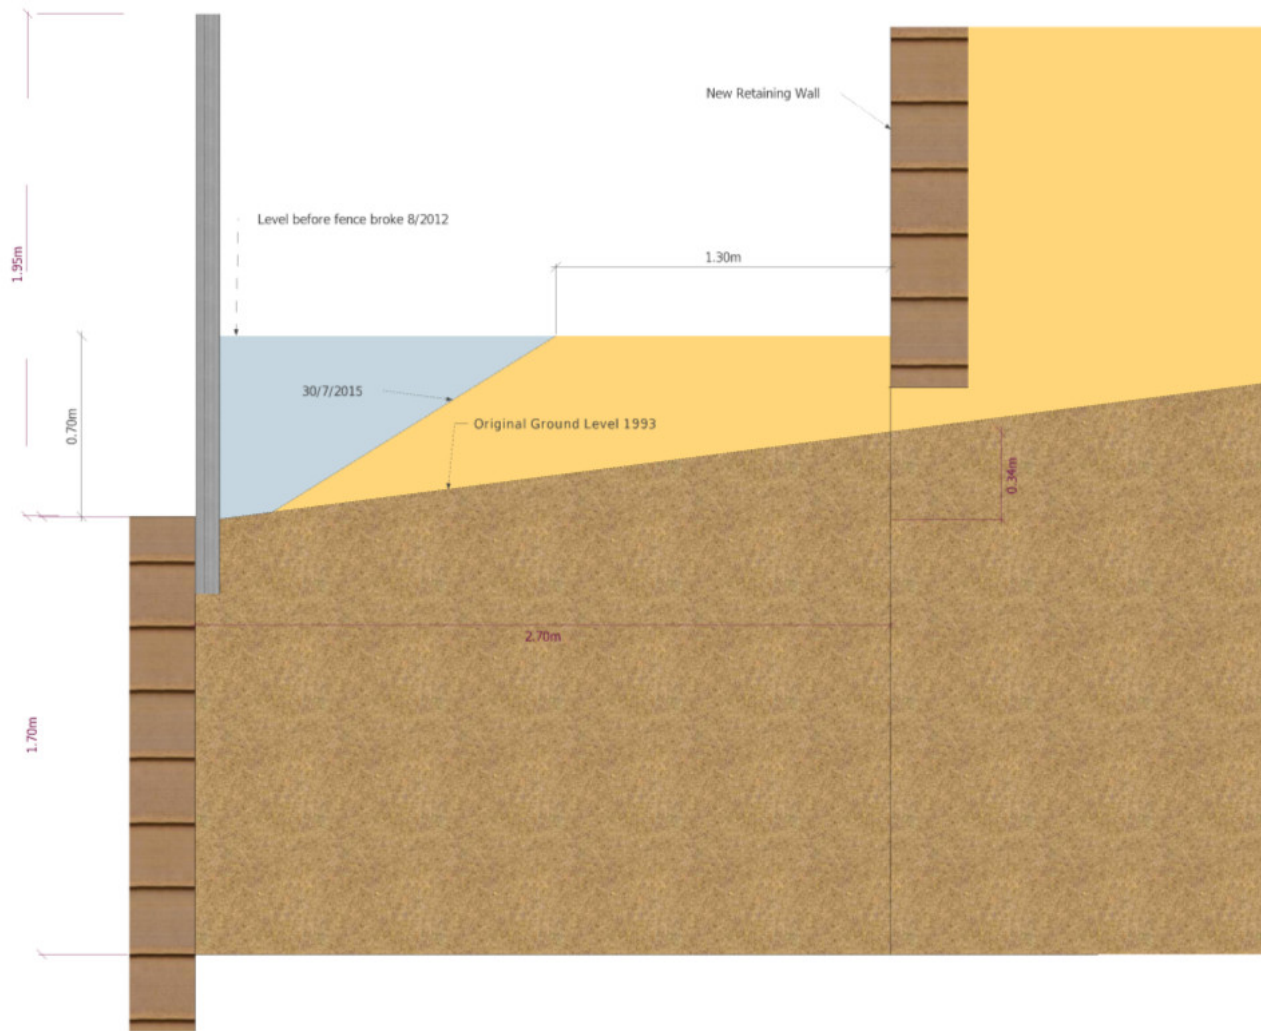 New Retaining Wall
Level before fence broke 8/2012
1.30m
1.95m
30/7/2015
0.70m
Original Ground Level 1993
0.34m
2.70m
1.70m